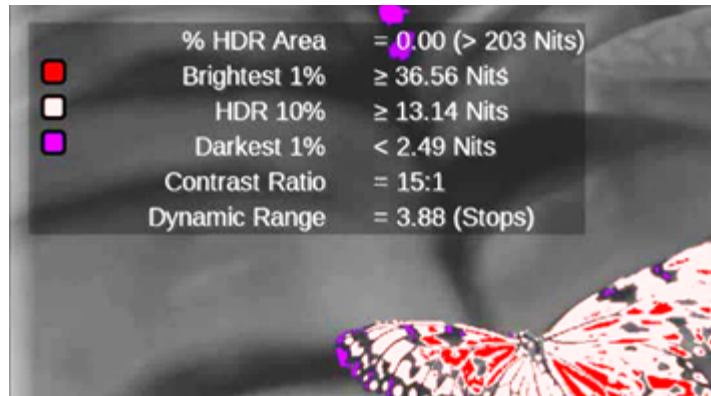 % HDR Area = 0.00 (> 203 Nits)
Brightest 1% ≥ 36.56 Nits
HDR 10% ≥ 13.14 Nits
Darkest 1% < 2.49 Nits
Contrast Ratio = 15:1
Dynamic Range = 3.88 (Stops)